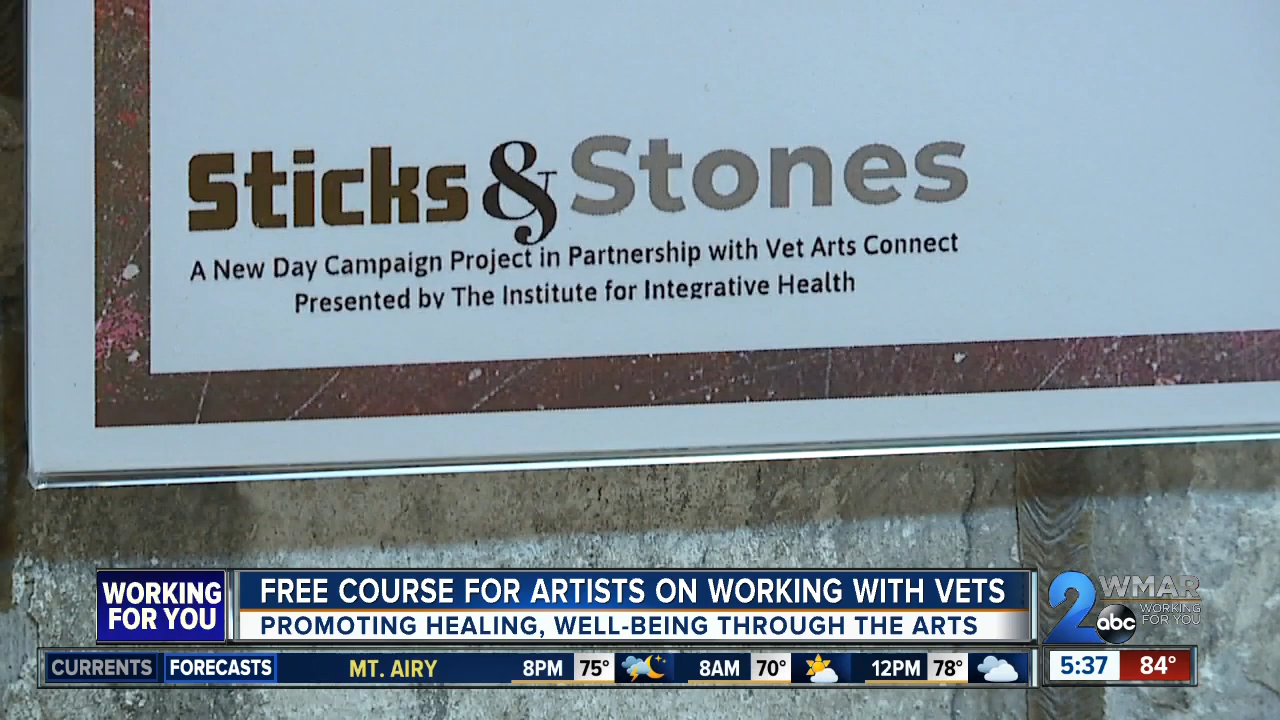 Sticks & Stones
A New Day Campaign Project in Partnership with Vet Arts Connect
Presented by The Institute for Integrative Health
WORKING
FOR YOU
FREE COURSE FOR ARTISTS ON WORKING WITH VETS
PROMOTING HEALING, WELL-BEING THROUGH THE ARTS
2 WMAR
abc WORKING
FOR YOU
CURRENTS FORECASTS MT. AIRY 8PM 75° 8AM 70° 12PM 78° 5:37 84°